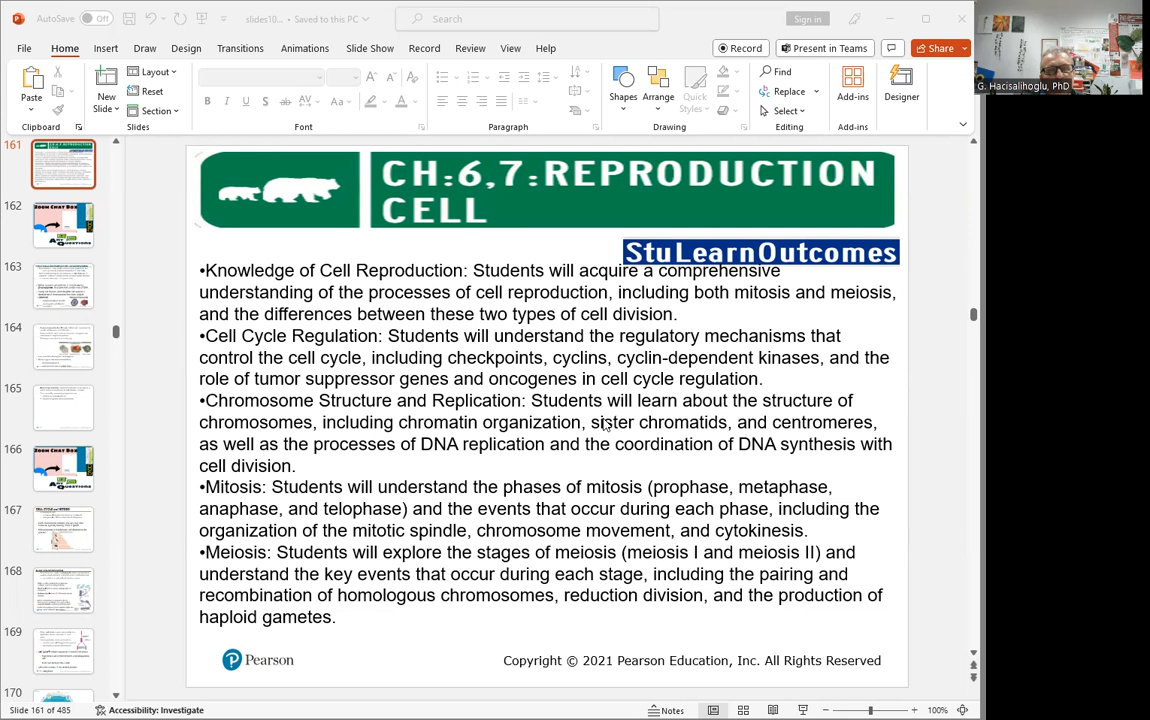 AutoSave Off slides10... • Saved to this PC Search Sign in
File Home Insert Draw Design Transitions Animations Slide Show Record Review View Help Record Present in Teams Share
Paste
Clipboard
New
Slide
Layout
Reset
Section
Slides
B I U S ab AV Aa A
Font
Paragraph
Shapes Arrange Quick
Styles
Drawing
Find
Replace
Select
Editing
Add-ins
Add-ins
Designer
G. Hacisalihoglu, PhD
161
162
163
164
165
166
167
168
169
170
CH:6,7:REPRODUCTION
CELL
StuLearnOutcomes
•Knowledge of Cell Reproduction: Students will acquire a comprehensive
understanding of the processes of cell reproduction, including both mitosis and meiosis,
and the differences between these two types of cell division.
•Cell Cycle Regulation: Students will understand the regulatory mechanisms that
control the cell cycle, including checkpoints, cyclins, cyclin-dependent kinases, and the
role of tumor suppressor genes and oncogenes in cell cycle regulation.
•Chromosome Structure and Replication: Students will learn about the structure of
chromosomes, including chromatin organization, sister chromatids, and centromeres,
as well as the processes of DNA replication and the coordination of DNA synthesis with
cell division.
•Mitosis: Students will understand the phases of mitosis (prophase, metaphase,
anaphase, and telophase) and the events that occur during each phase, including the
organization of the mitotic spindle, chromosome movement, and cytokinesis.
•Meiosis: Students will explore the stages of meiosis (meiosis I and meiosis II) and
understand the key events that occur during each stage, including the pairing and
recombination of homologous chromosomes, reduction division, and the production of
haploid gametes.
Pearson
Copyright © 2021 Pearson Education, Inc. All Rights Reserved
Slide 161 of 485 Accessibility: Investigate Notes 100%